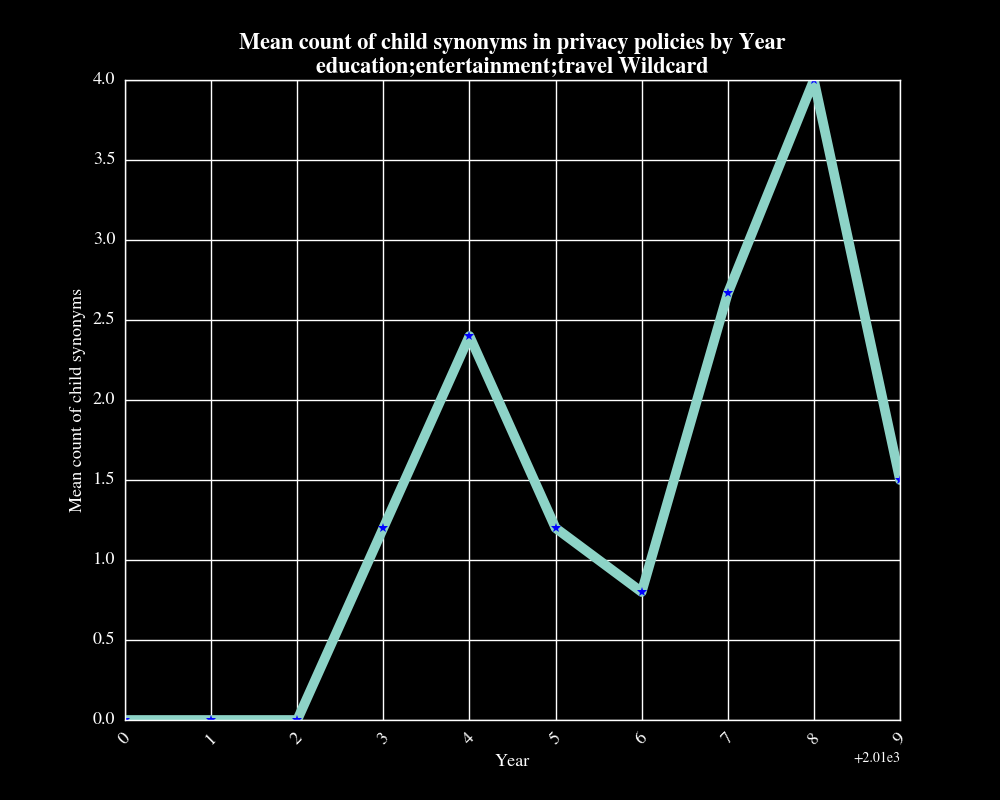 Mean count of child synonyms in privacy policies by Year
education;entertainment;travel Wildcard
4.0
3.5
3.0
2.5
2.0
1.5
1.0
0.5
0.0
Mean count of child synonyms
0 1 2 3 4 5 6 7 8 9
Year
+2.01e3